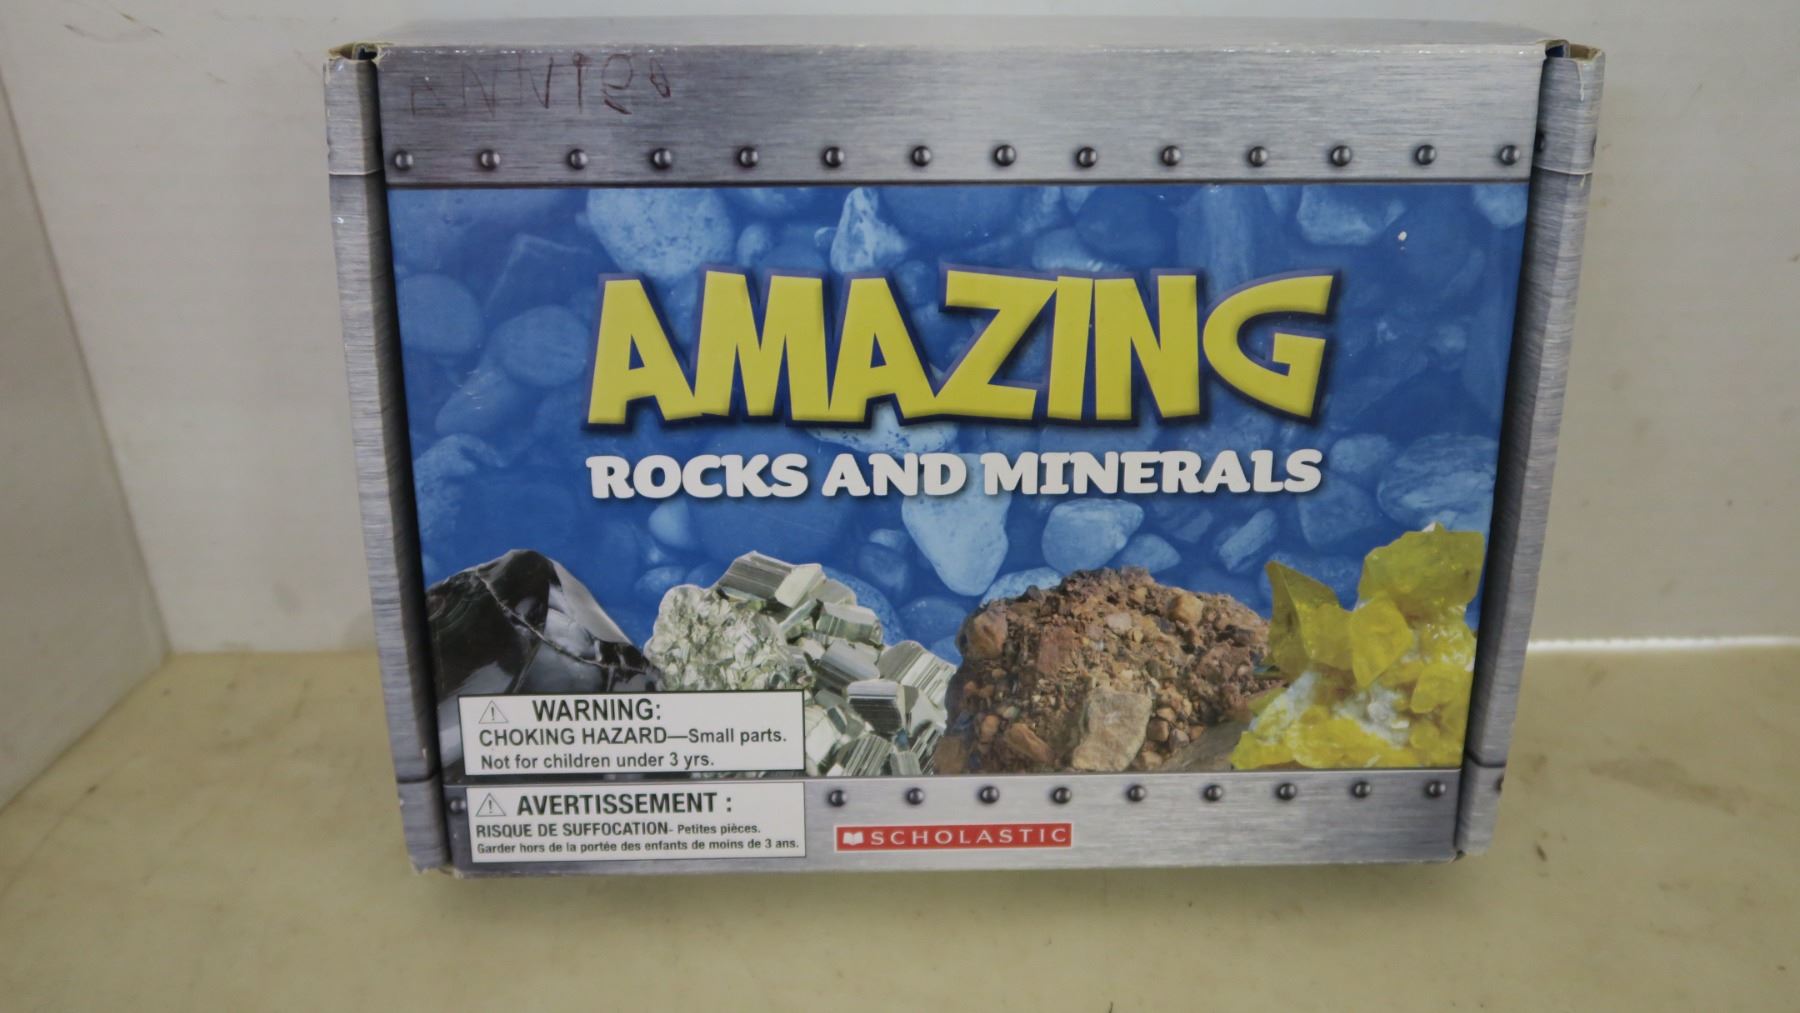 AMAZING
ROCKS AND MINERALS
⚠ WARNING:
CHOKING HAZARD—Small parts.
Not for children under 3 yrs.
⚠ AVERTISSEMENT :
RISQUE DE SUFFOCATION- Petites pièces.
Garder hors de la portée des enfants de moins de 3 ans.
SCHOLASTIC